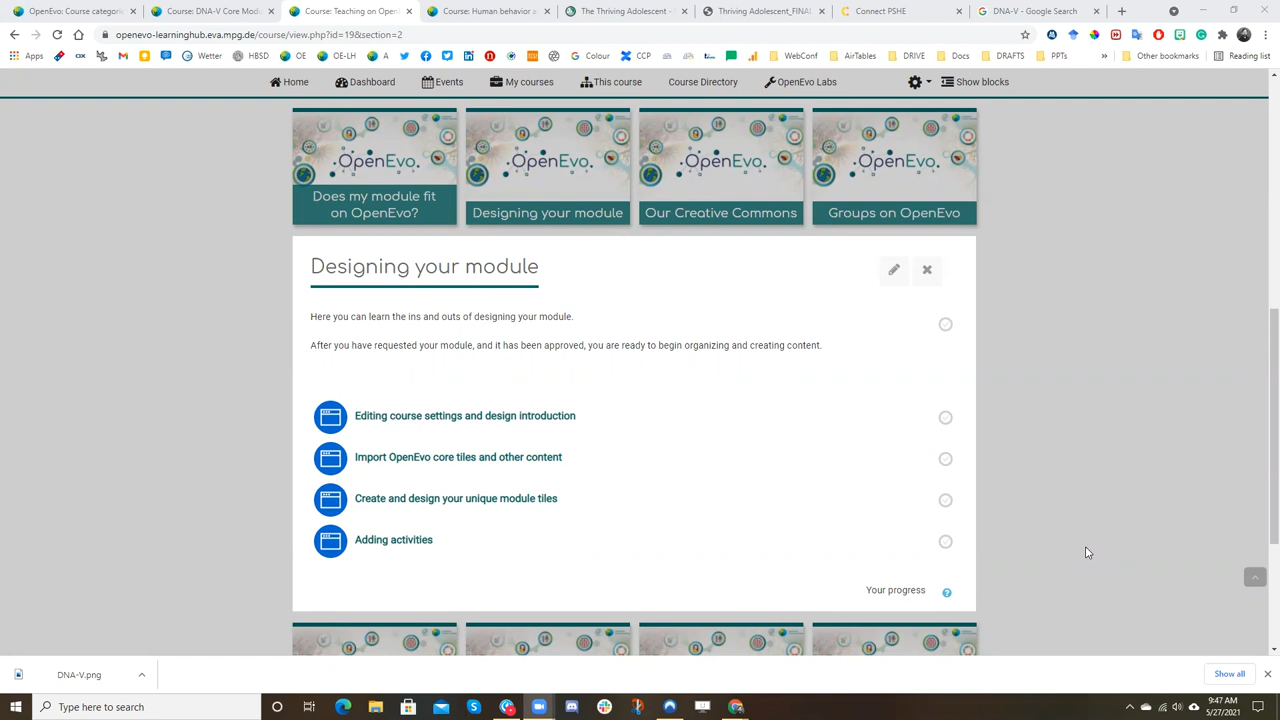 OpenEvo: Course categorie
Course: DNA-V Core Modu
Course: Teaching on OpenE
Course: Human behavior a
The Thriving Adolescent -
Thriving Adolescent_FINAL
Connect PSHE
DNA-V - Google Search
openevo-learninghub.eva.mpg.de/course/view.php?id=19&section=2
Apps
OX
Wetter
HBSD
OE
OE-LH
A
Colour
CCP
WebConf
AirTables
DRIVE
Docs
DRAFTS
PPTs
Other bookmarks
Reading list
Home
Dashboard
Events
My courses
This course
Course Directory
OpenEvo Labs
Show blocks
OpenEvo
OpenEvo
OpenEvo
OpenEvo
Does my module fit
on OpenEvo?
Designing your module
Our Creative Commons
Groups on OpenEvo
Designing your module
Here you can learn the ins and outs of designing your module.
After you have requested your module, and it has been approved, you are ready to begin organizing and creating content.
Editing course settings and design introduction
Import OpenEvo core tiles and other content
Create and design your unique module tiles
Adding activities
Your progress
DNA-V.png
Show all
Type here to search
9:47 AM
5/27/2021